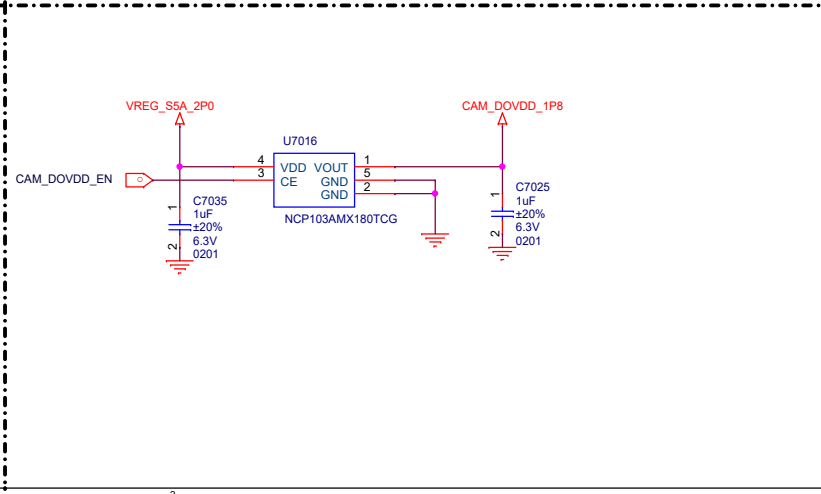 VREG_S5A_2P0
CAM_DOVDD_1P8
U7016
4
VDD
VOUT
1
3
CE
GND
5
GND
2
CAM_DOVDD_EN
NCP103AMX180TCG
1
C7035
1uF
±20%
6.3V
0201
2
1
C7025
1uF
±20%
6.3V
0201
2